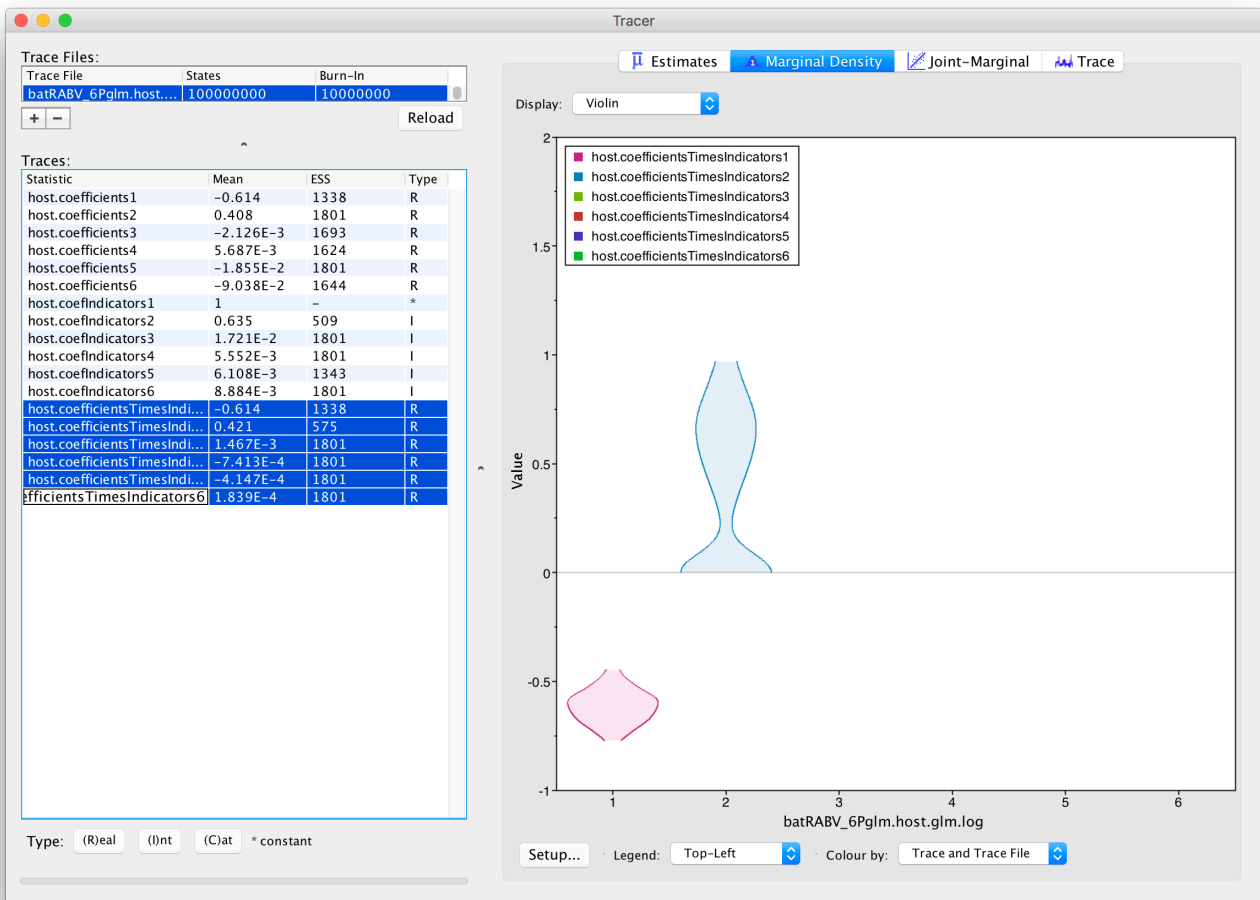 Tracer
Trace Files:
Trace File States Burn-In
batRABV_6Pglm.host.... 100000000 10000000
+ −
Reload
Traces:
Statistic Mean ESS Type
host.coefficients1 −0.614 1338 R
host.coefficients2 0.408 1801 R
host.coefficients3 −2.126E−3 1693 R
host.coefficients4 5.687E−3 1624 R
host.coefficients5 −1.855E−2 1801 R
host.coefficients6 −9.038E−2 1644 R
host.coefIndicators1 1 – *
host.coefIndicators2 0.635 509 I
host.coefIndicators3 1.721E−2 1801 I
host.coefIndicators4 5.552E−3 1801 I
host.coefIndicators5 6.108E−3 1343 I
host.coefIndicators6 8.884E−3 1801 I
host.coefficientsTimesIndi... −0.614 1338 R
host.coefficientsTimesIndi... 0.421 575 R
host.coefficientsTimesIndi... 1.467E−3 1801 R
host.coefficientsTimesIndi... −7.413E−4 1801 R
host.coefficientsTimesIndi... −4.147E−4 1801 R
efficientsTimesIndicators6 1.839E−4 1801 R
Type: (R)eal (I)nt (C)at * constant
Estimates Marginal Density Joint-Marginal Trace
Display: Violin
host.coefficientsTimesIndicators1
host.coefficientsTimesIndicators2
host.coefficientsTimesIndicators3
host.coefficientsTimesIndicators4
host.coefficientsTimesIndicators5
host.coefficientsTimesIndicators6
2
1.5
1
0.5
0
-0.5
-1
Value
1 2 3 4 5 6
batRABV_6Pglm.host.glm.log
Setup... Legend: Top-Left Colour by: Trace and Trace File